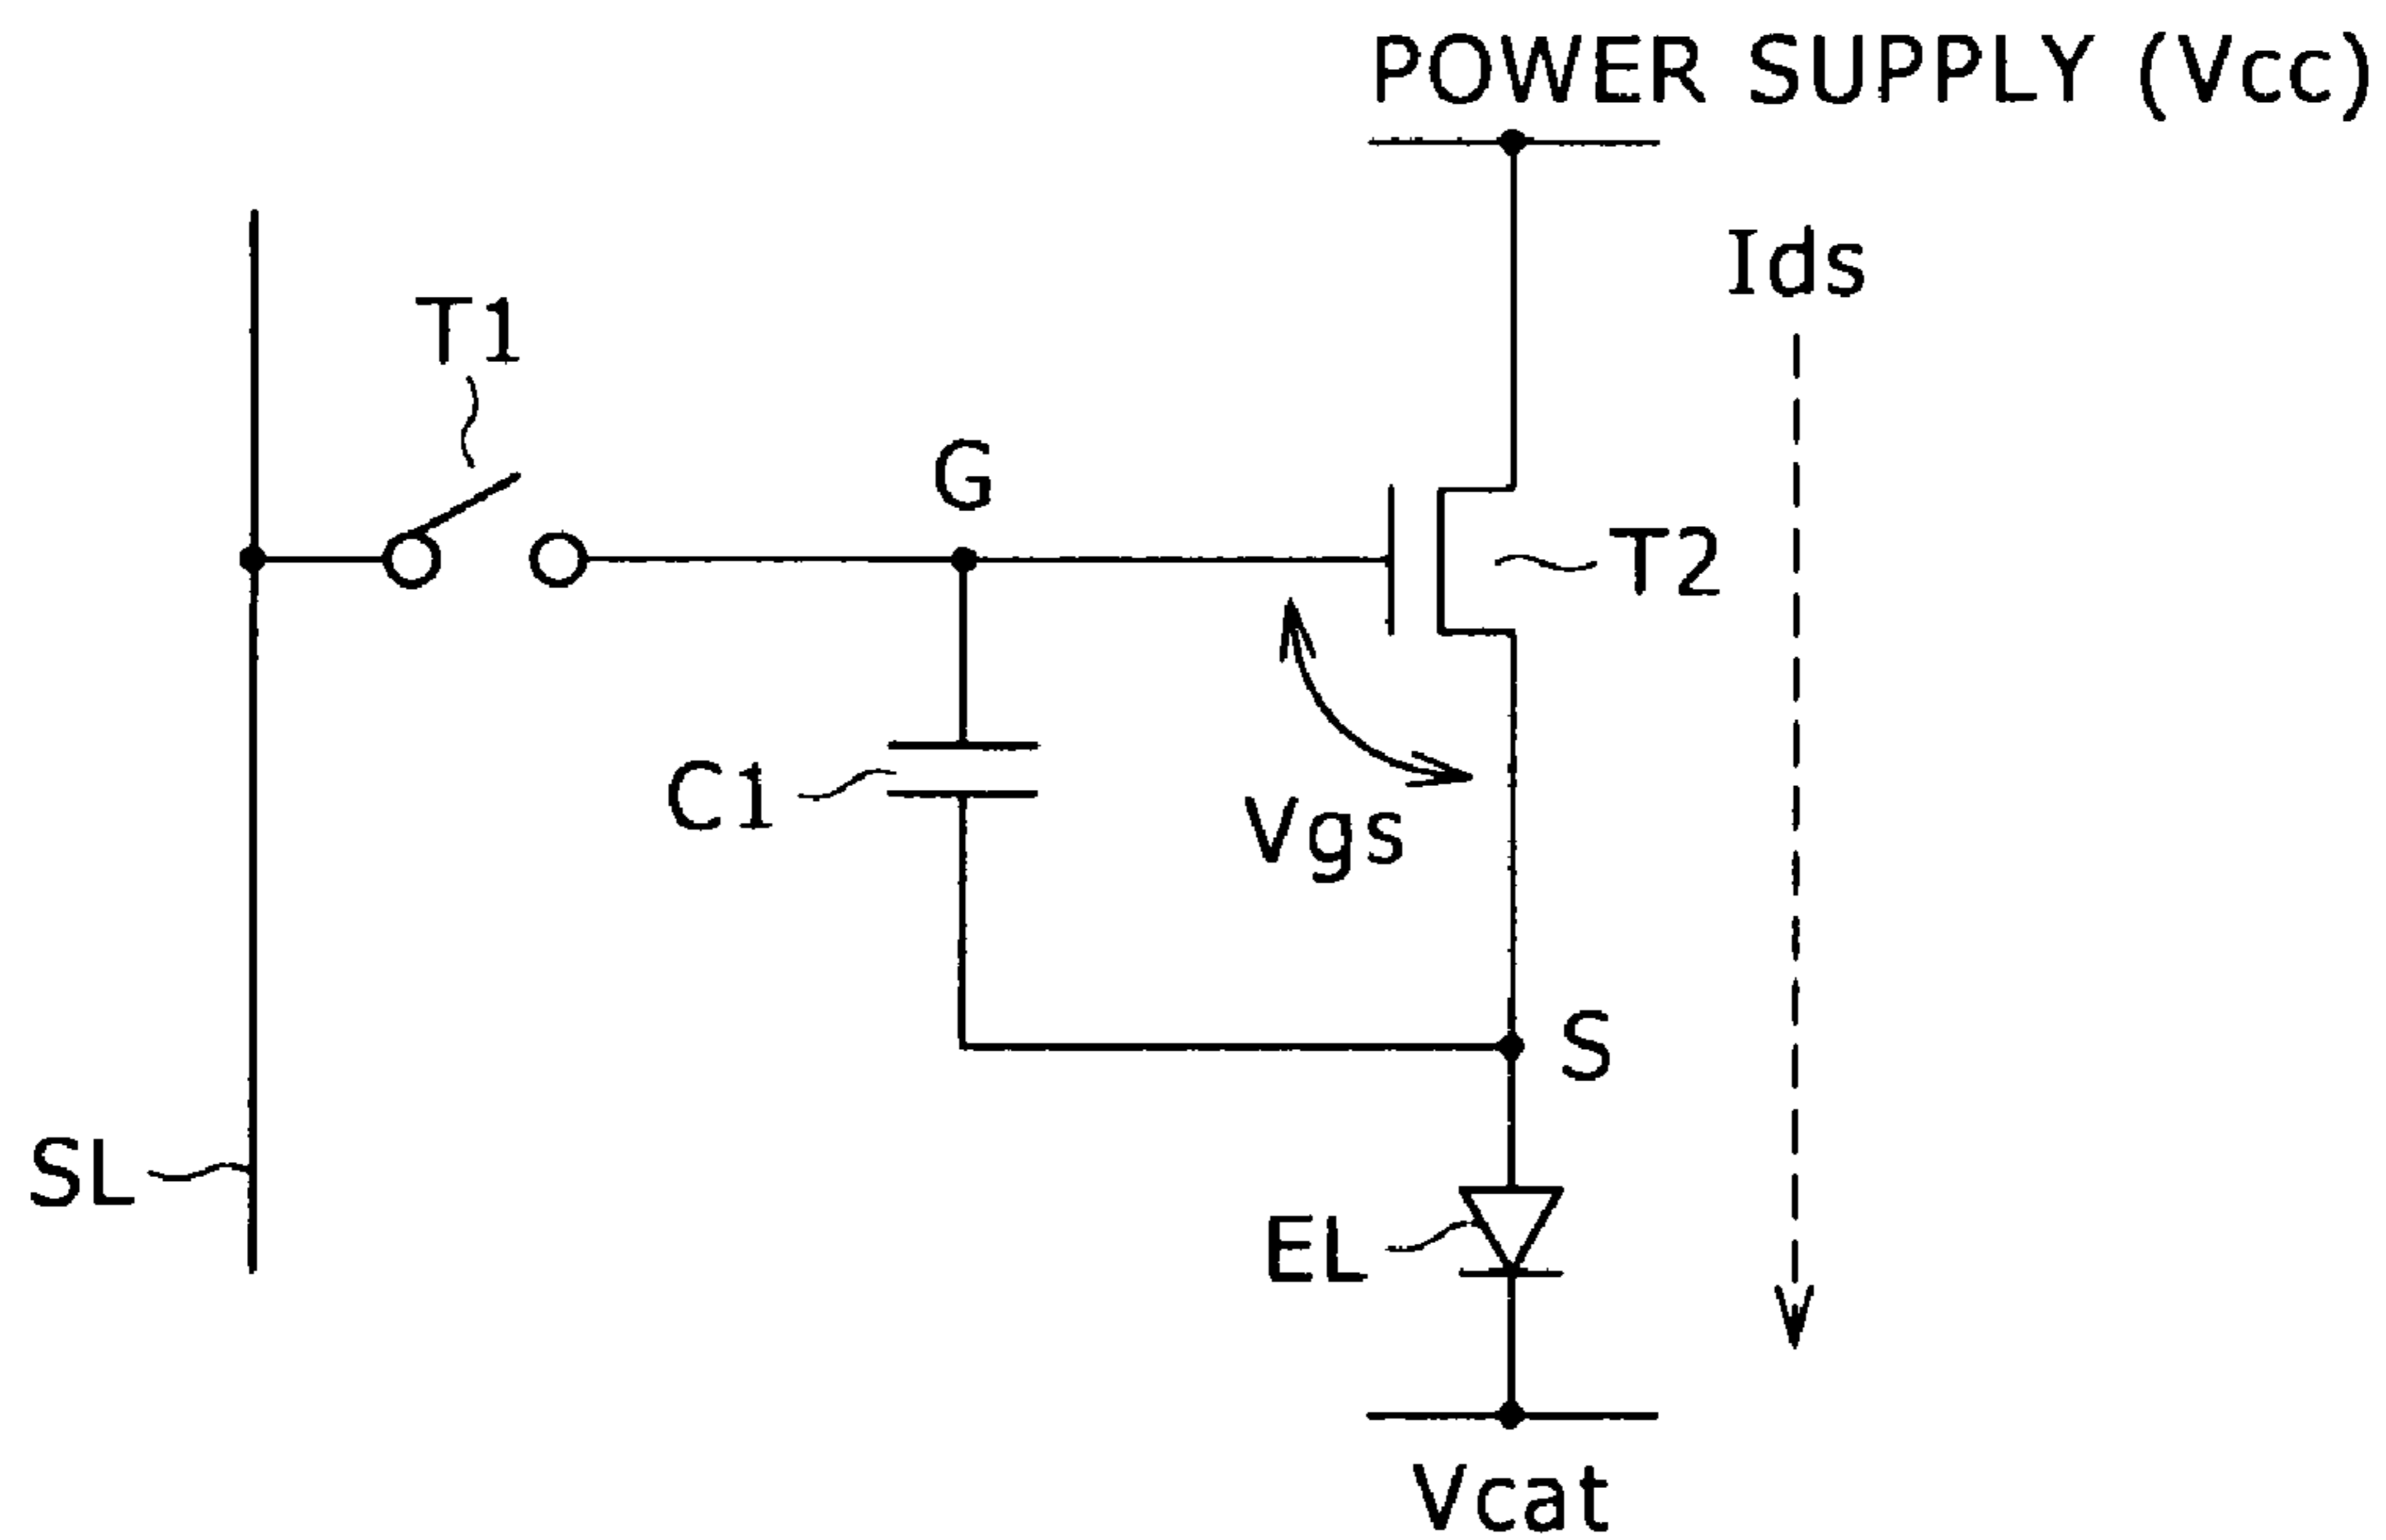 POWER SUPPLY (Vcc)
Ids
T1
G
T2
C1
Vgs
S
SL
EL
Vcat